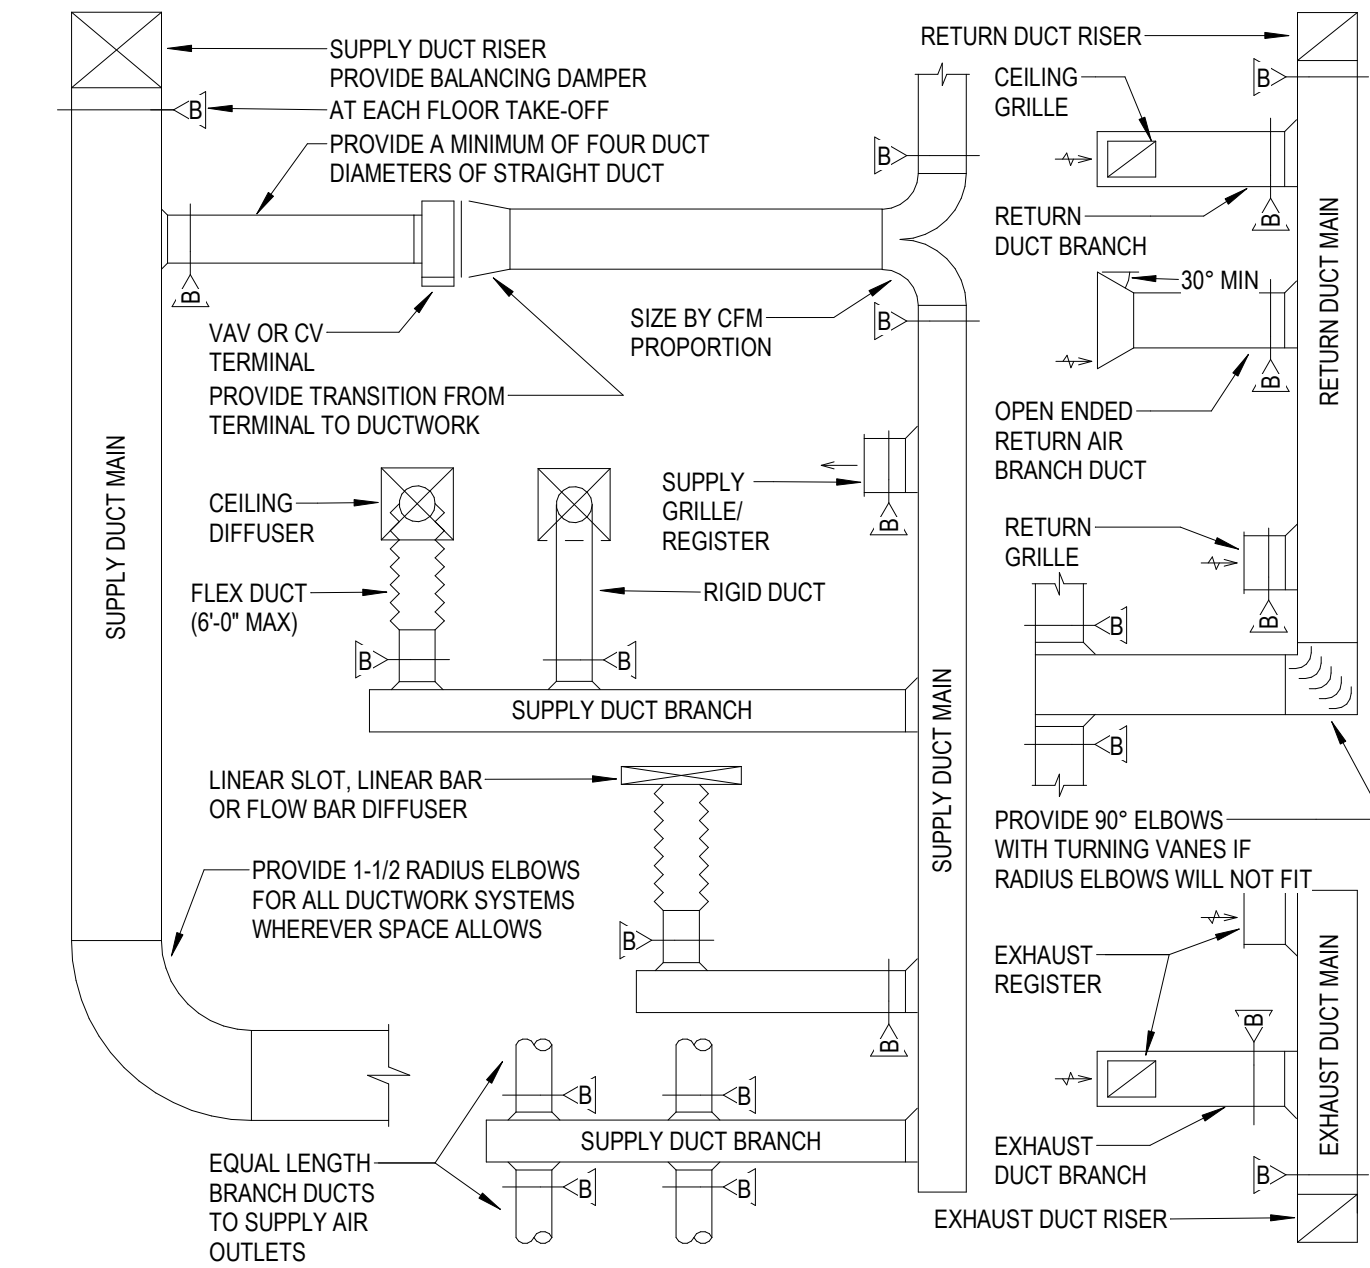 SUPPLY DUCT RISER
PROVIDE BALANCING DAMPER
AT EACH FLOOR TAKE-OFF
B
PROVIDE A MINIMUM OF FOUR DUCT
DIAMETERS OF STRAIGHT DUCT
B
VAV OR CV
TERMINAL
PROVIDE TRANSITION FROM
TERMINAL TO DUCTWORK
SIZE BY CFM
PROPORTION
B
B
SUPPLY DUCT MAIN
CEILING
DIFFUSER
FLEX DUCT
(6'-0" MAX)
RIGID DUCT
SUPPLY
GRILLE/
REGISTER
B
B
B
SUPPLY DUCT BRANCH
SUPPLY DUCT MAIN
LINEAR SLOT, LINEAR BAR
OR FLOW BAR DIFFUSER
PROVIDE 1-1/2 RADIUS ELBOWS
FOR ALL DUCTWORK SYSTEMS
WHEREVER SPACE ALLOWS
B
B
B
B
SUPPLY DUCT BRANCH
B
B
EQUAL LENGTH
BRANCH DUCTS
TO SUPPLY AIR
OUTLETS
RETURN DUCT RISER
B
CEILING
GRILLE
RETURN
DUCT BRANCH
B
30° MIN
RETURN DUCT MAIN
B
OPEN ENDED
RETURN AIR
BRANCH DUCT
RETURN
GRILLE
B
B
B
PROVIDE 90° ELBOWS
WITH TURNING VANES IF
RADIUS ELBOWS WILL NOT FIT
EXHAUST
REGISTER
B
EXHAUST DUCT MAIN
EXHAUST
DUCT BRANCH
B
EXHAUST DUCT RISER